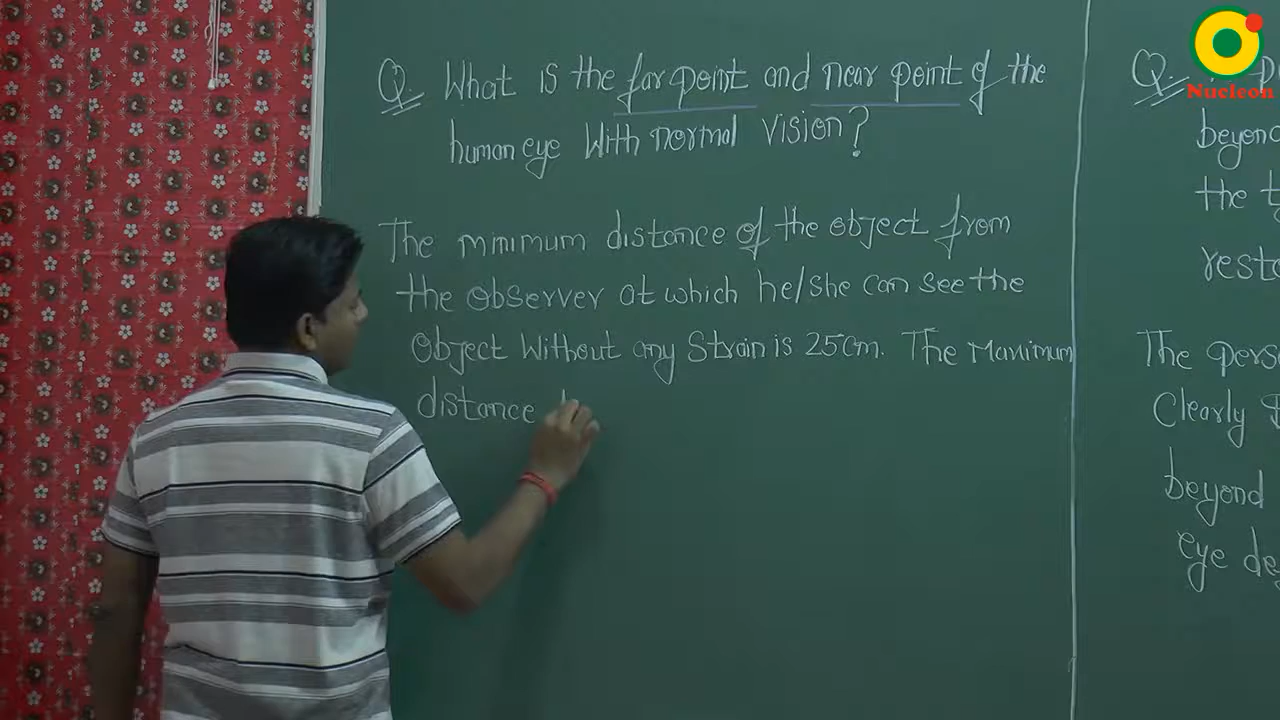 Q. What is the far point and near point of the
human eye with normal vision?
The minimum distance of the object from
the observer at which he/she can see the
object without any strain is 25cm. The Maximum
distance
Q.
beyond
the
resto
The pers
Clearly
beyond
eye de
Nucleon